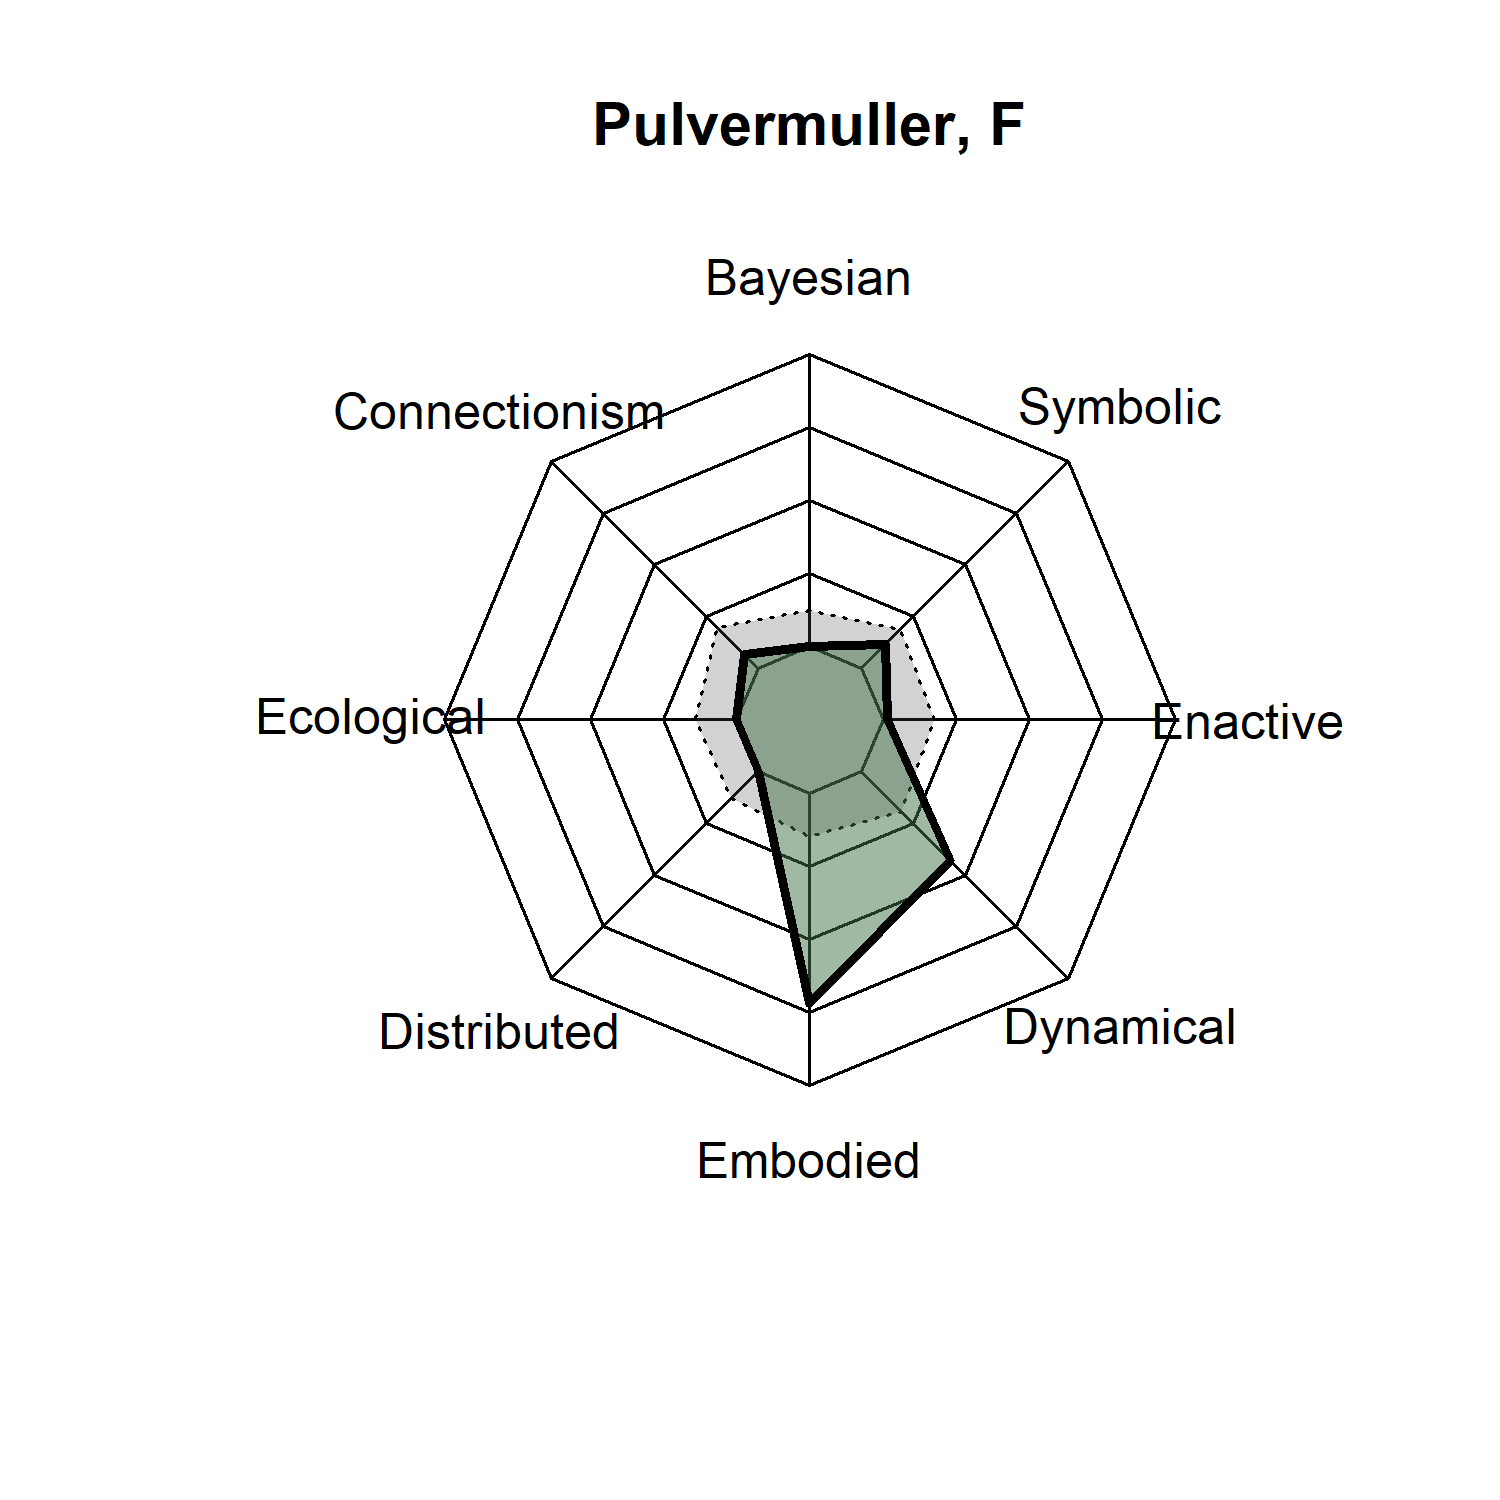 Pulvermuller, F
Bayesian
Connectionism
Symbolic
Ecological
Enactive
Distributed
Dynamical
Embodied